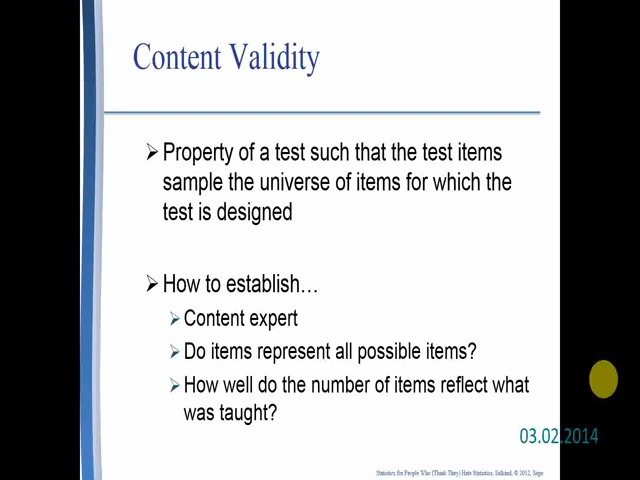 Content Validity
Property of a test such that the test items
sample the universe of items for which the
test is designed
How to establish…
Content expert
Do items represent all possible items?
How well do the number of items reflect what
was taught?
03.02.2014
Statistics for People Who (Think They) Hate Statistics, Salkind, © 2012, Sage